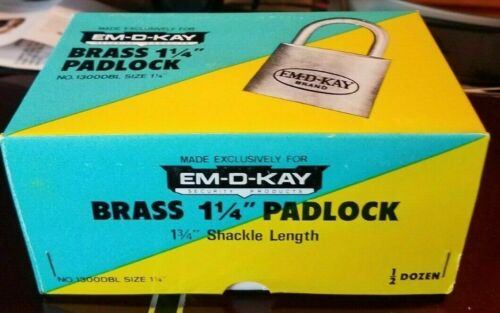 MADE EXCLUSIVELY FOR
EM-D-KAY
BRASS 1¼"
PADLOCK
NO. 1300DBL SIZE 1¼"
EM-D-KAY
BRAND
MADE EXCLUSIVELY FOR
EM-D-KAY
SECURITY PRODUCTS
BRASS 1¼" PADLOCK
1¾" Shackle Length
NO. 1300DBL SIZE 1¼"
½ DOZEN